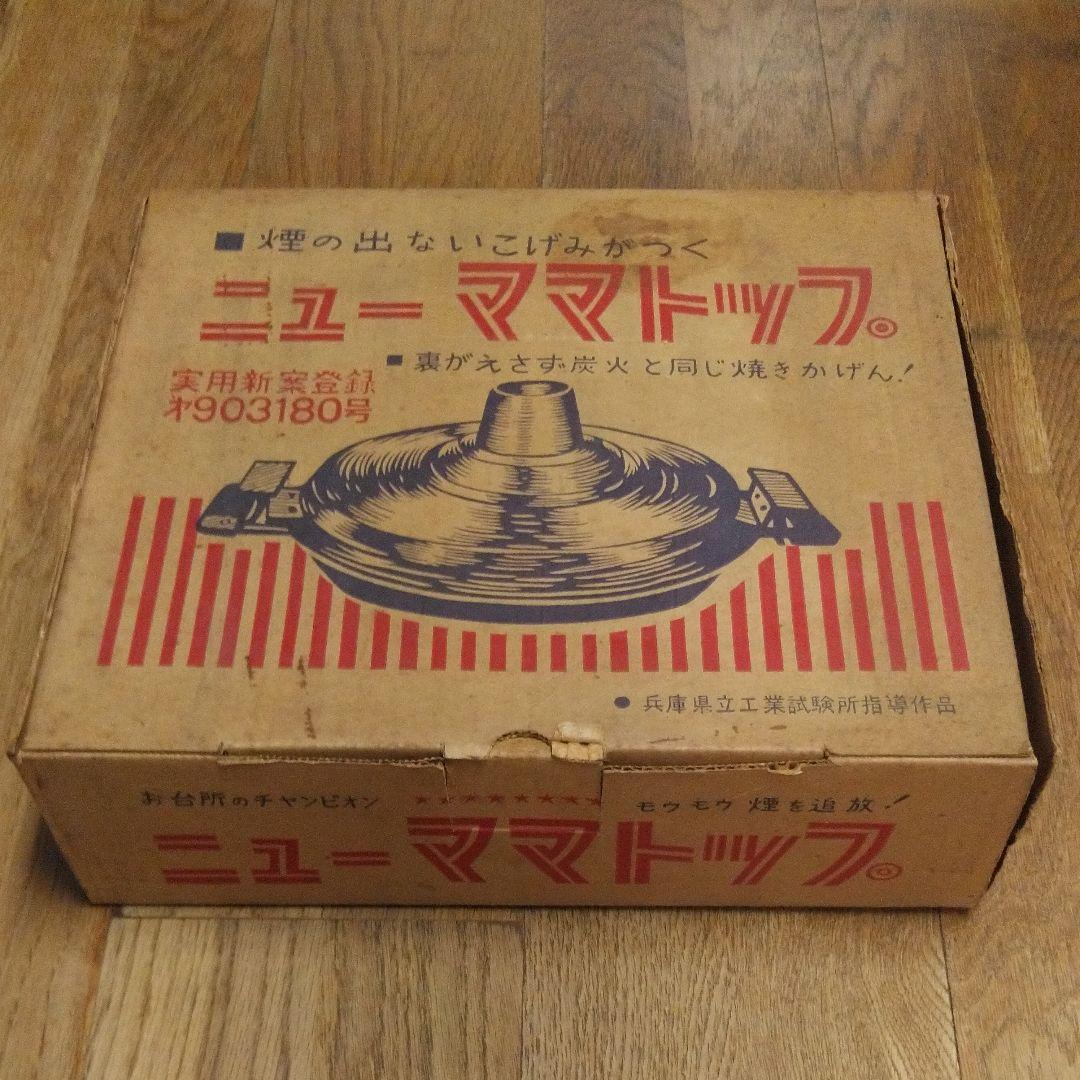 ■煙の出ないこげみがつく
ニューママトップ
■裏がえさず炭火と同じ焼きかげん!
実用新案登録
オ903180号
●兵庫県立工業試験所指導作品
お台所のチャンピオン ★★★★★★★★ モウモウ煙を追放!
ニューママトップ